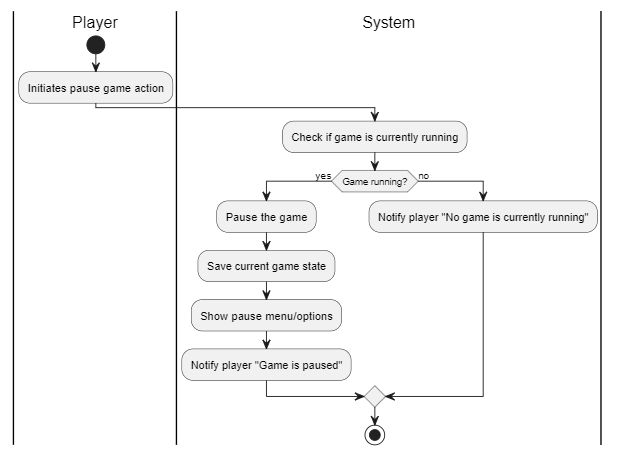 Player
System
Initiates pause game action
Check if game is currently running
yes
Game running?
no
Pause the game
Notify player "No game is currently running"
Save current game state
Show pause menu/options
Notify player "Game is paused"